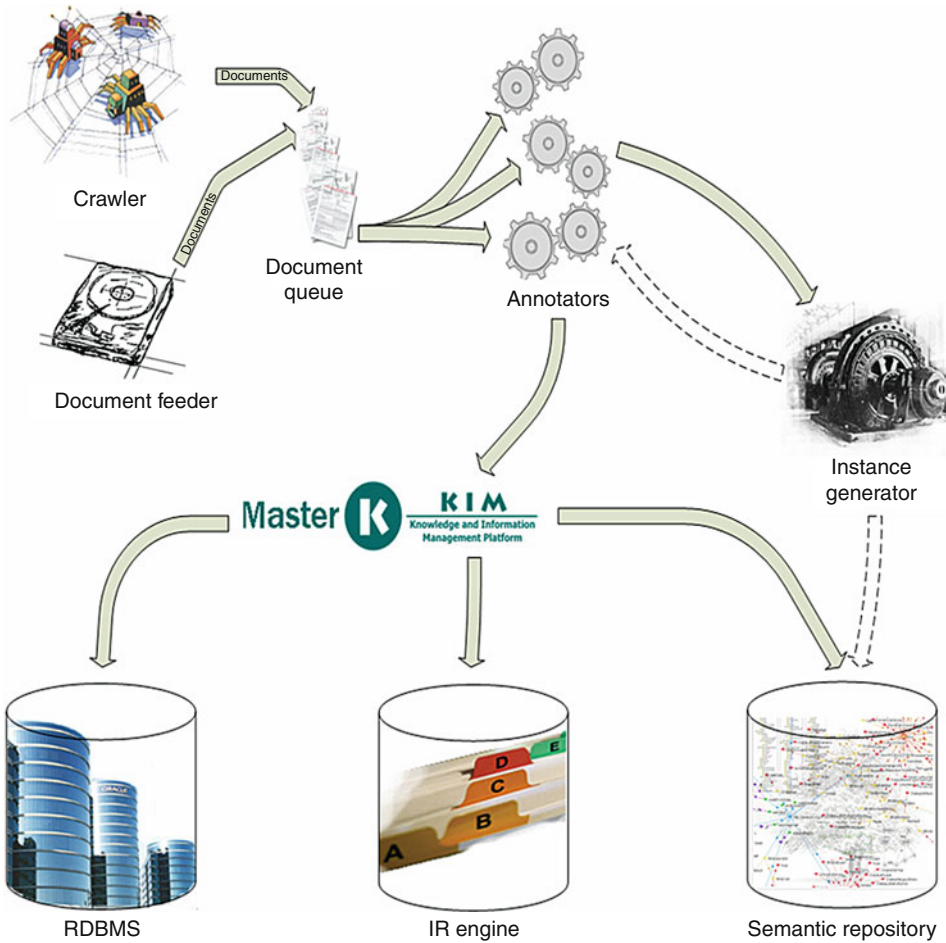 Documents
Crawler
Documents
Document
queue
Annotators
Document feeder
Instance
generator
Master K KIM
Knowledge and Information
Management Platform
ORACLE
D
E
C
B
A
RDBMS
IR engine
Semantic repository